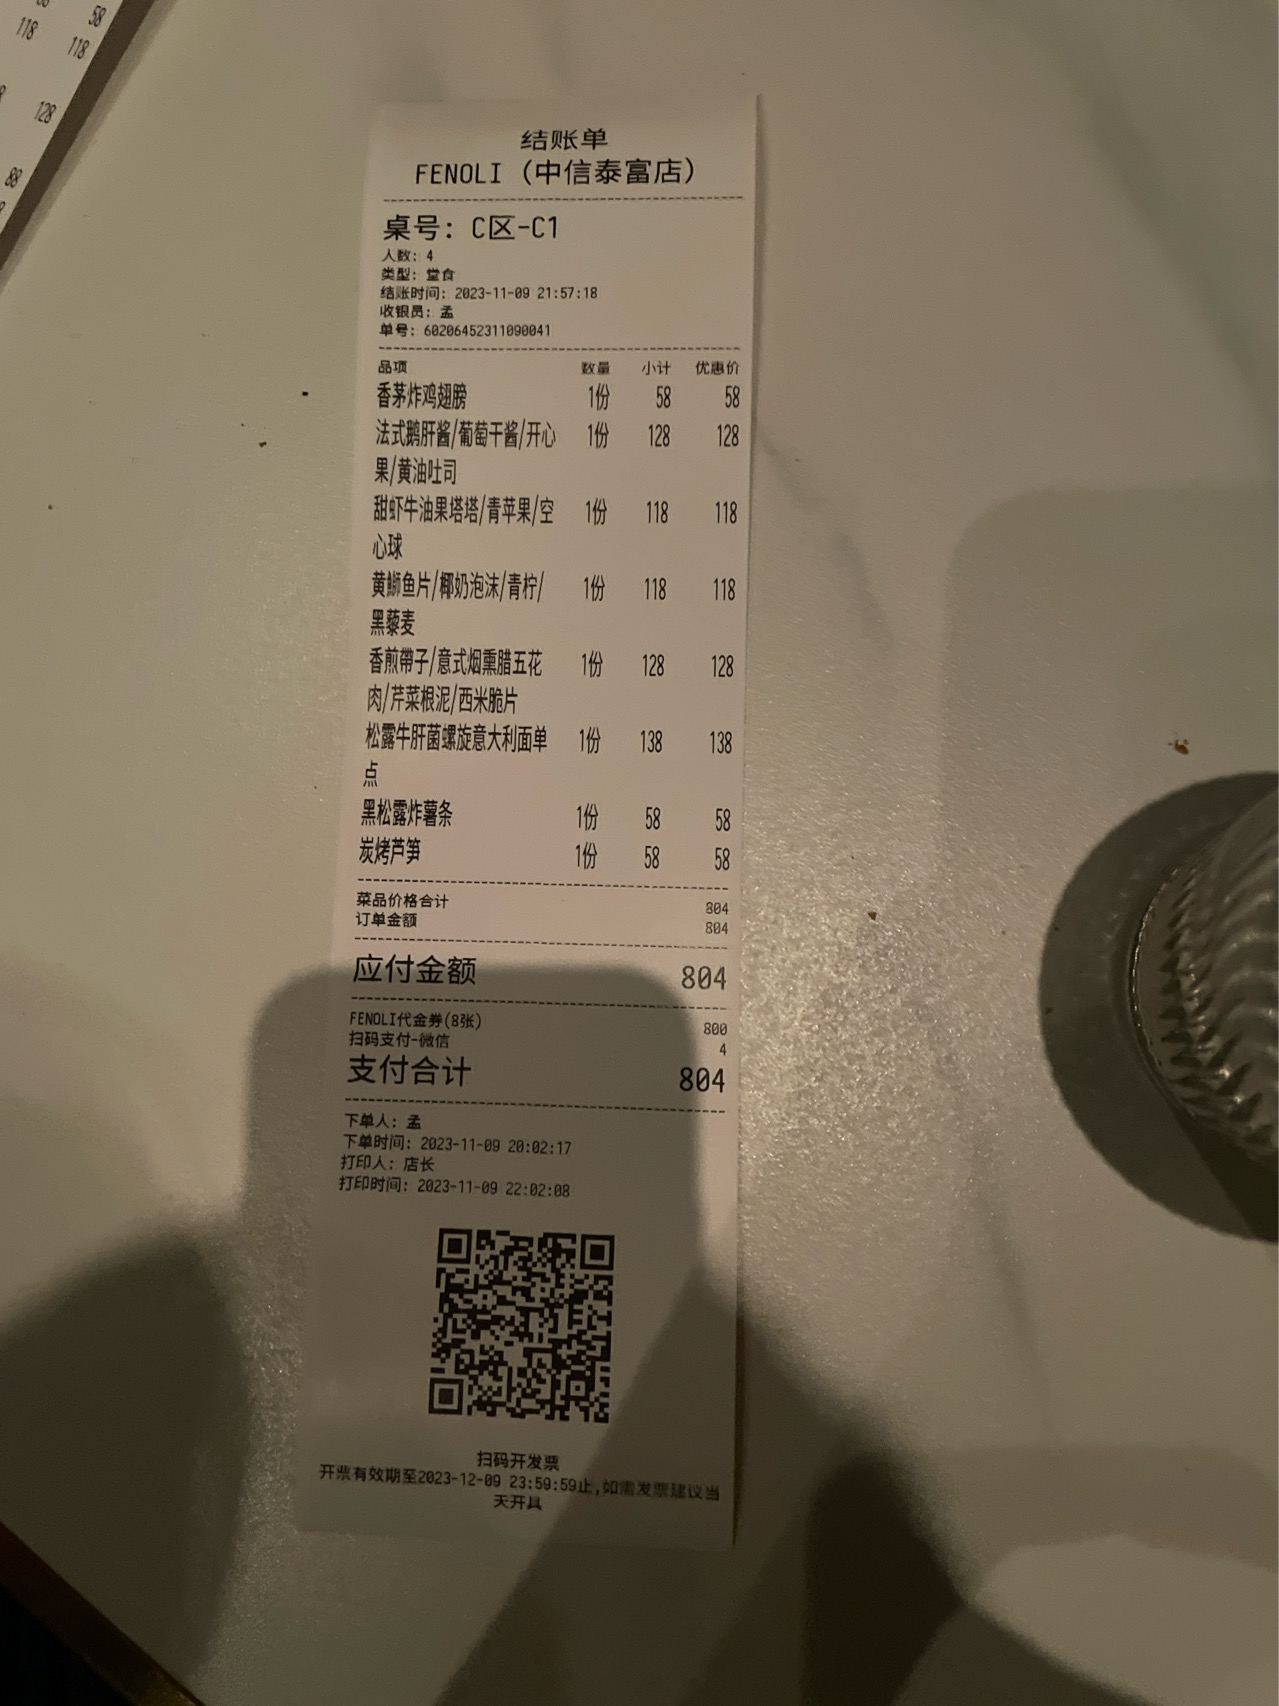 58
118 118
128
88
结账单
FENOLI（中信泰富店）
桌号：C区-C1
人数：4
类型：堂食
结账时间：2023-11-09 21:57:18
收银员：孟
单号：60206452311090041
品项 数量 小计 优惠价
香茅炸鸡翅膀 1份 58 58
法式鹅肝酱/葡萄干酱/开心 1份 128 128
果/黄油吐司
甜虾牛油果塔塔/青苹果/空 1份 118 118
心球
黄鰤鱼片/椰奶泡沫/青柠/ 1份 118 118
黑藜麦
香煎帶子/意式烟熏腊五花 1份 128 128
肉/芹菜根泥/西米脆片
松露牛肝菌螺旋意大利面单 1份 138 138
点
黑松露炸薯条 1份 58 58
炭烤芦笋 1份 58 58
菜品价格合计 804
订单金额 804
应付金额 804
FENOLI代金券(8张) 800
扫码支付-微信 4
支付合计 804
下单人：孟
下单时间：2023-11-09 20:02:17
打印人：店长
打印时间：2023-11-09 22:02:08
扫码开发票
开票有效期至2023-12-09 23:59:59止,如需发票建议当
天开具